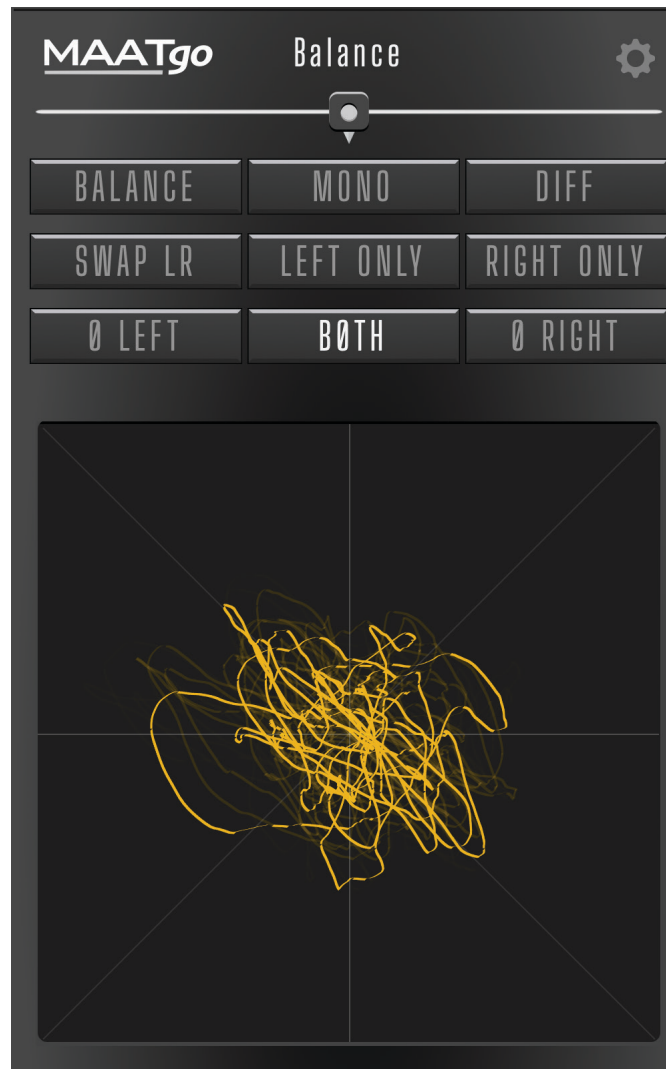 MAATgo Balance
BALANCE MONO DIFF
SWAP LR LEFT ONLY RIGHT ONLY
Ø LEFT BØTH Ø RIGHT